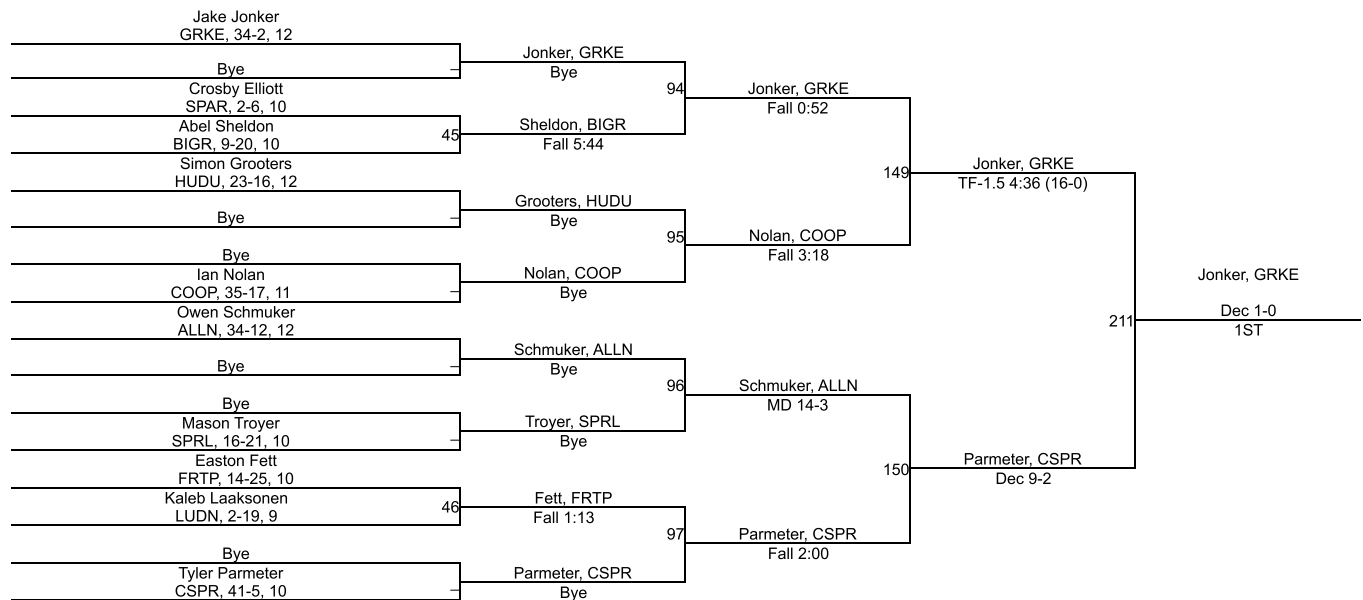 Jake Jonker
GRKE, 34-2, 12
Bye
–
Crosby Elliott
SPAR, 2-6, 10
Abel Sheldon
BIGR, 9-20, 10
45
Simon Grooters
HUDU, 23-16, 12
Bye
–
Bye
Ian Nolan
COOP, 35-17, 11
–
Owen Schmuker
ALLN, 34-12, 12
Bye
–
Bye
Mason Troyer
SPRL, 16-21, 10
–
Easton Fett
FRTP, 14-25, 10
Kaleb Laaksonen
LUDN, 2-19, 9
46
Bye
Tyler Parmeter
CSPR, 41-5, 10
–
Jonker, GRKE
Bye
94
Sheldon, BIGR
Fall 5:44
Grooters, HUDU
Bye
95
Nolan, COOP
Bye
Schmuker, ALLN
Bye
96
Troyer, SPRL
Bye
Fett, FRTP
Fall 1:13
97
Parmeter, CSPR
Bye
Jonker, GRKE
Fall 0:52
149
Nolan, COOP
Fall 3:18
Schmuker, ALLN
MD 14-3
150
Parmeter, CSPR
Fall 2:00
Jonker, GRKE
TF-1.5 4:36 (16-0)
211
Parmeter, CSPR
Dec 9-2
Jonker, GRKE
Dec 1-0
1ST